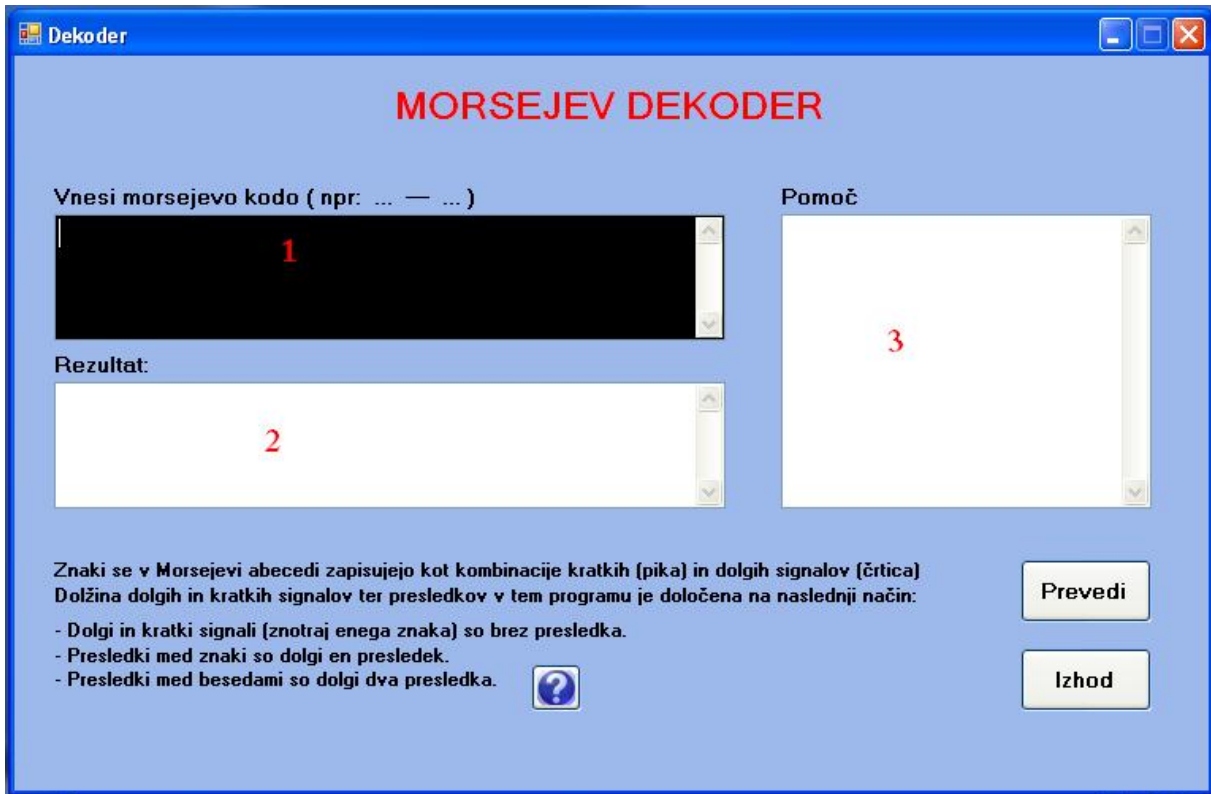 Dekoder
MORSEJEV DEKODER
Vnesi morsejevo kodo ( npr: ... — ... )
Pomoč
1
3
Rezultat:
2
Znaki se v Morsejevi abecedi zapisujejo kot kombinacije kratkih (pika) in dolgih signalov (črtica)
Dolžina dolgih in kratkih signalov ter presledkov v tem programu je določena na naslednji način:
- Dolgi in kratki signali (znotraj enega znaka) so brez presledka.
- Presledki med znaki so dolgi en presledek.
- Presledki med besedami so dolgi dva presledka.
?
Prevedi
Izhod